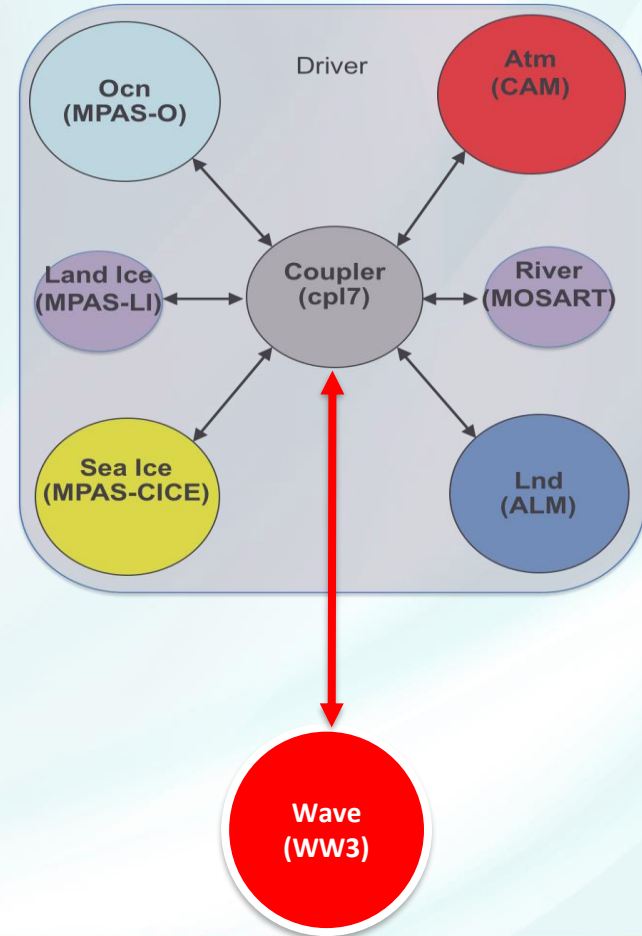 Driver
Ocn
(MPAS-O)
Atm
(CAM)
Land Ice
(MPAS-LI)
Coupler
(cpl7)
River
(MOSART)
Sea Ice
(MPAS-CICE)
Lnd
(ALM)
Wave
(WW3)